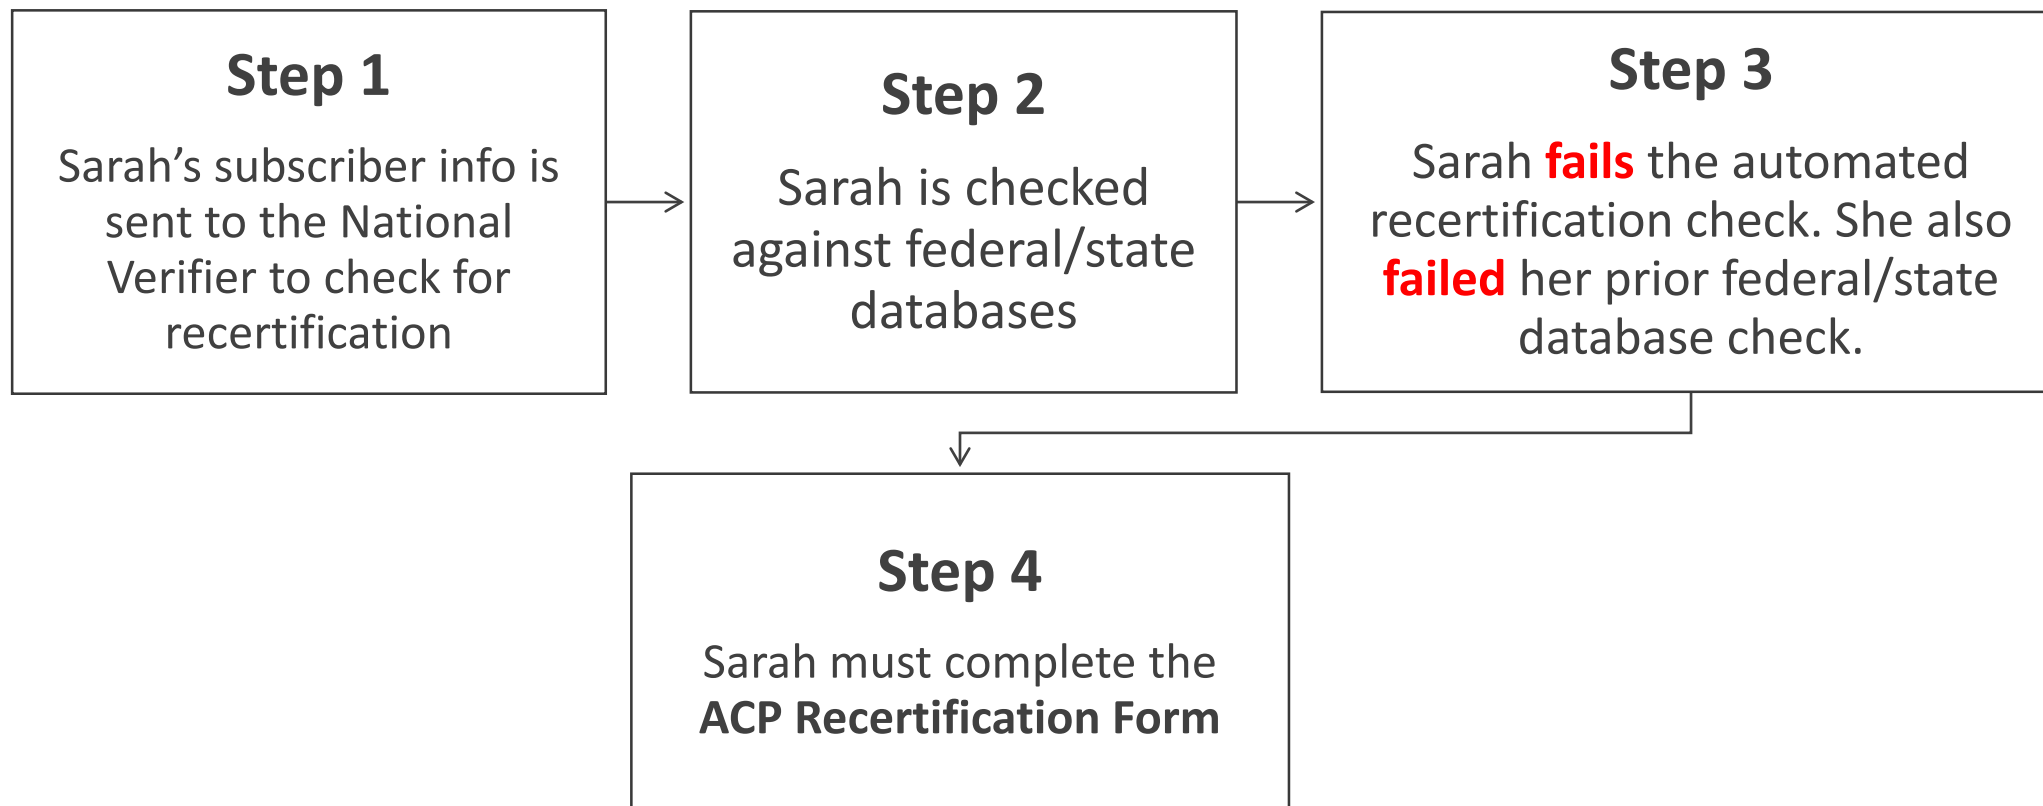 Step 1
Sarah’s subscriber info is
sent to the National
Verifier to check for
recertification
Step 2
Sarah is checked
against federal/state
databases
Step 3
Sarah fails the automated
recertification check. She also
failed her prior federal/state
database check.
Step 4
Sarah must complete the
ACP Recertification Form